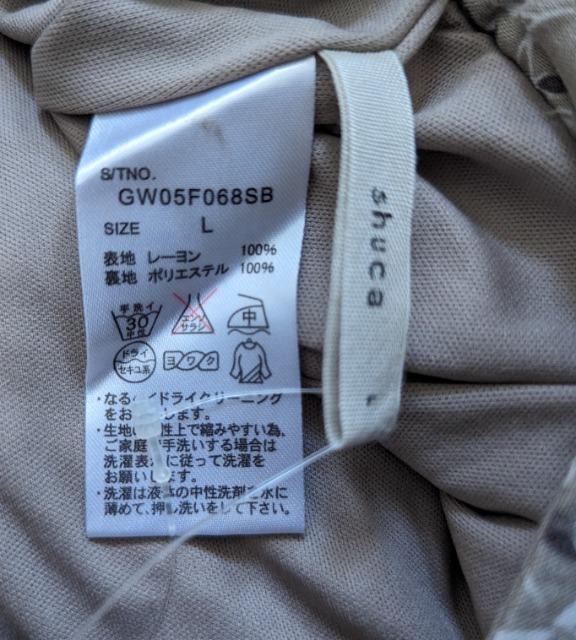 S/TNO.
GW05F068SB
SIZE L
表地 レーヨン 100%
裏地 ポリエステル 100%
手洗イ
30
中性
エンソ
サラシ
中
ドライ
セキユ系
ヨワク
・なる ドライクリーニング
をお します。
・生地 性上で縮みやすい為、
ご家庭 手洗いする場合は
洗濯表 に従って洗濯を
・洗濯は液体の中性洗剤を水に
薄めて、押し洗いをして下さい。
shuca
L